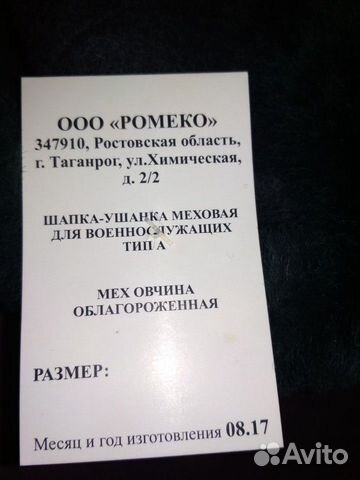 ООО «РОМЕКО»
347910, Ростовская область,
г. Таганрог, ул.Химическая,
д. 2/2
ШАПКА-УШАНКА МЕХОВАЯ
ДЛЯ ВОЕННОСЛУЖАЩИХ
ТИП А
МЕХ ОВЧИНА
ОБЛАГОРОЖЕННАЯ
РАЗМЕР:
Месяц и год изготовления 08.17
Avito